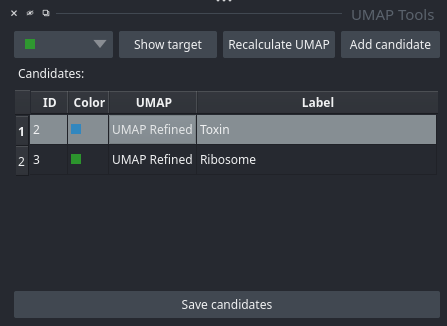 UMAP Tools
Show target Recalculate UMAP Add candidate
Candidates:
ID Color UMAP Label
1 2 UMAP Refined Toxin
2 3 UMAP Refined Ribosome
Save candidates